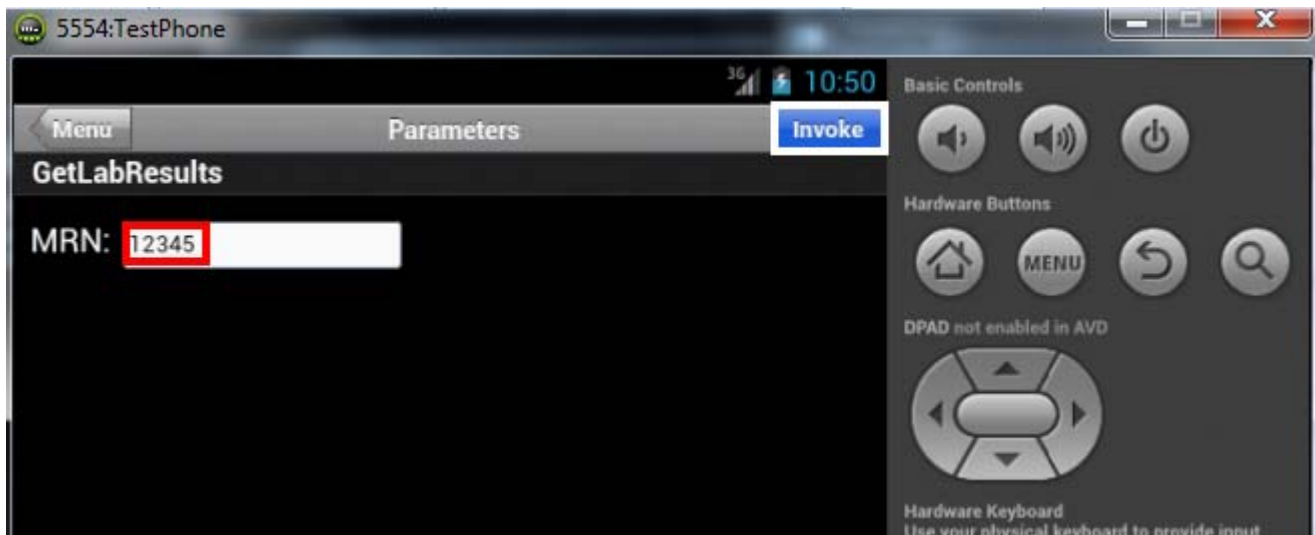 5554:TestPhone
3G 10:50
Menu Parameters Invoke
GetLabResults
MRN: 12345
Basic Controls
Hardware Buttons
MENU
DPAD not enabled in AVD
Hardware Keyboard
Use your physical keyboard to provide input